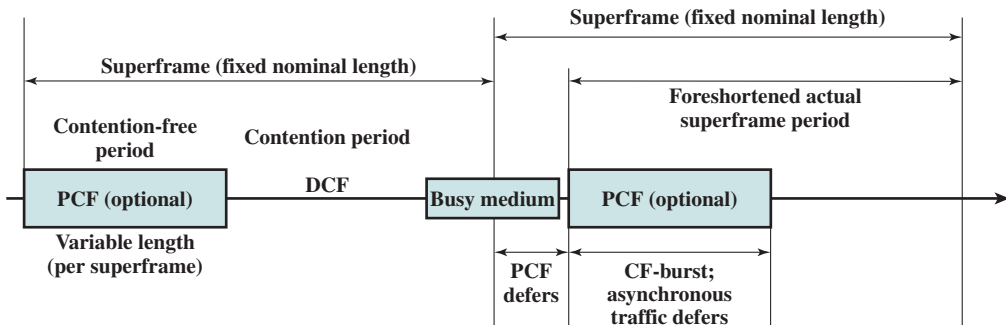 Superframe (fixed nominal length)
Superframe (fixed nominal length)
Foreshortened actual
superframe period
Contention-free
period
Contention period
PCF (optional)
DCF
Busy medium
PCF (optional)
Variable length
(per superframe)
PCF
defers
CF-burst;
asynchronous
traffic defers